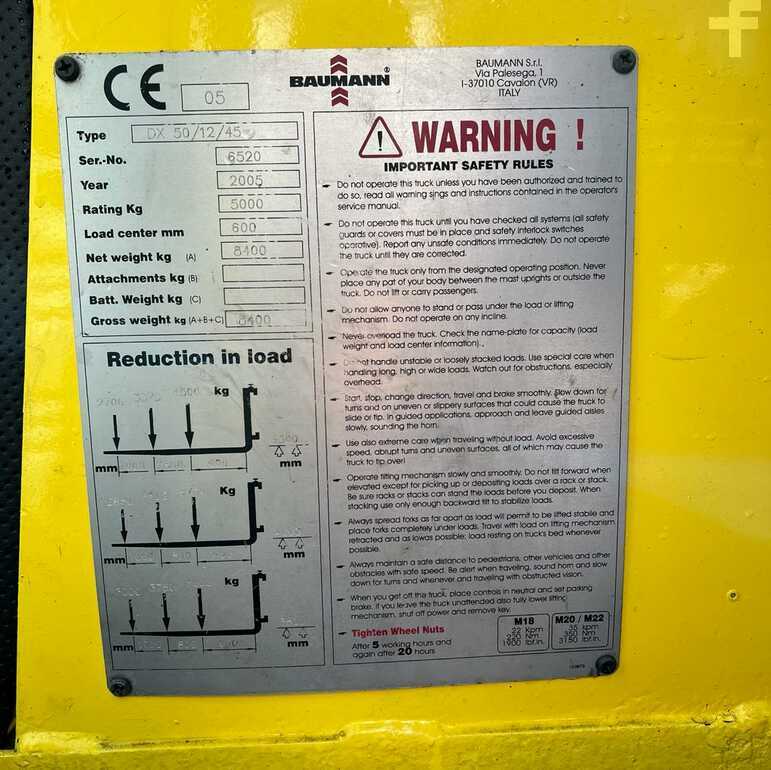 CE 05
BAUMANN®
BAUMANN S.r.l.
Via Palesega, 1
I-37010 Cavaion (VR)
ITALY
Type DX 50/12/45
Ser.-No. 6520
Year 2005
Rating Kg 5000
Load center mm 600
Net weight kg (A) 8400
Attachments kg (B)
Batt. Weight kg (C)
Gross weight kg (A+B+C) 8400
Reduction in load
kg
mm mm
Kg
mm mm
kg
mm mm
WARNING !
IMPORTANT SAFETY RULES
Do not operate this truck unless you have been authorized and trained to
do so, read all warning sings and instructions contained in the operator's
service manual.
Do not operate this truck until you have checked all systems (all safety
guards or covers must be in place and safety interlock switches
operative). Report any unsafe conditions immediately. Do not operate
the truck until they are corrected.
Operate the truck only from the designated operating position. Never
place any pat of your body between the mast uprights or outside the
truck. Do not lift or carry passengers.
Do not allow anyone to stand or pass under the load or lifting
mechanism. Do not operate on any incline.
Never overload the truck. Check the name-plate for capacity (load
weight and load center information).
Do not handle unstable or loosely stacked loads. Use special care when
handling long, high or wide loads. Watch out for obstructions, especially
overhead.
Start, stop, change direction, travel and brake smoothly. Slow down for
turns and on uneven or slippery surfaces that could cause the truck to
slide or tip. In guided applications, approach and leave guided aisles
slowly, sounding the horn.
Use also extreme care when traveling without load. Avoid excessive
speed, abrupt turns and uneven surfaces, all of which may cause the
truck to tip over!
Operate tilting mechanism slowly and smoothly. Do not tilt forward when
elevated except for picking up or depositing loads over a rack or stack.
Be sure racks or stacks can stand the loads before you deposit. When
stacking use only enough backward tilt to stabilize loads.
Always spread forks as far apart as load will permit to be lifted stabile and
place forks completely under loads. Travel with load on lifting mechanism
retracted and as lowas possible; load resting on truck's bed whenever
possible.
Always maintain a safe distance to pedestrians, other vehicles and other
obstacles with safe speed. Be alert when traveling, sound horn and slow
down for turns and whenever and traveling with obstructed vision.
When you get off the truck, place controls in neutral and set parking
brake. If you leave the truck unattended also fully lower lifting
mechanism, shut off power and remove key.
Tighten Wheel Nuts
After 5 working hours and
again after 20 hours
M18
22 Kpm
220 Nm
1900 lbf.in.
M20 / M22
35 kpm
350 Nm
3150 lbf.in.